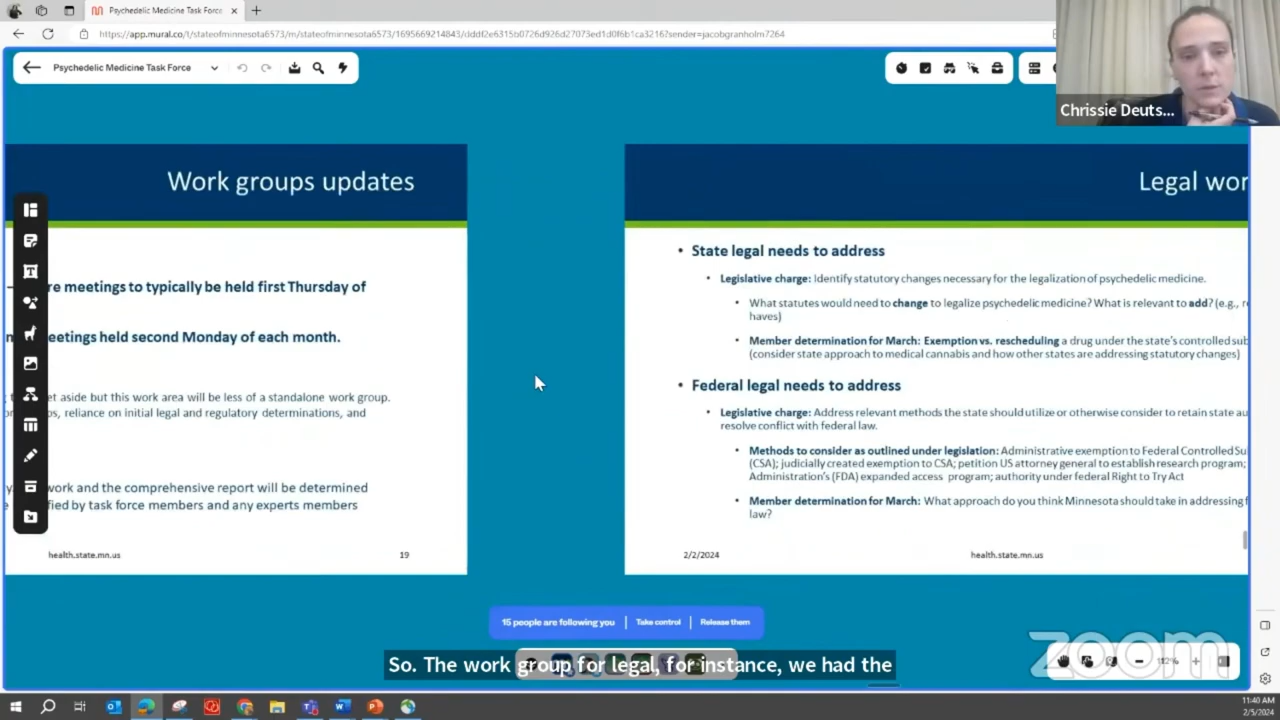 Psychedelic Medicine Task Force
https://app.mural.co/t/stateofminnesota6573/m/stateofminnesota6573/1695669214843/dddf2e6315b0726d926d27073ed1d0f6b1ca3216?sender=jacobgranholm7264
Psychedelic Medicine Task Force
Chrissie Deuts...
Work groups updates
re meetings to typically be held first Thursday of
eetings held second Monday of each month.
et aside but this work area will be less of a standalone work group.
os, reliance on initial legal and regulatory determinations, and
work and the comprehensive report will be determined
fied by task force members and any experts members
health.state.mn.us
19
Legal wor
• State legal needs to address
• Legislative charge: Identify statutory changes necessary for the legalization of psychedelic medicine.
• What statutes would need to change to legalize psychedelic medicine? What is relevant to add? (e.g., r
haves)
• Member determination for March: Exemption vs. rescheduling a drug under the state's controlled sub
(consider state approach to medical cannabis and how other states are addressing statutory changes)
• Federal legal needs to address
• Legislative charge: Address relevant methods the state should utilize or otherwise consider to retain state au
resolve conflict with federal law.
• Methods to consider as outlined under legislation: Administrative exemption to Federal Controlled Su
(CSA); judicially created exemption to CSA; petition US attorney general to establish research program;
Administration's (FDA) expanded access program; authority under federal Right to Try Act
• Member determination for March: What approach do you think Minnesota should take in addressing f
law?
2/2/2024
health.state.mn.us
15 people are following you
Take control
Release them
So. The work group for legal, for instance, we had the
zoom
11:40 AM
2/5/2024